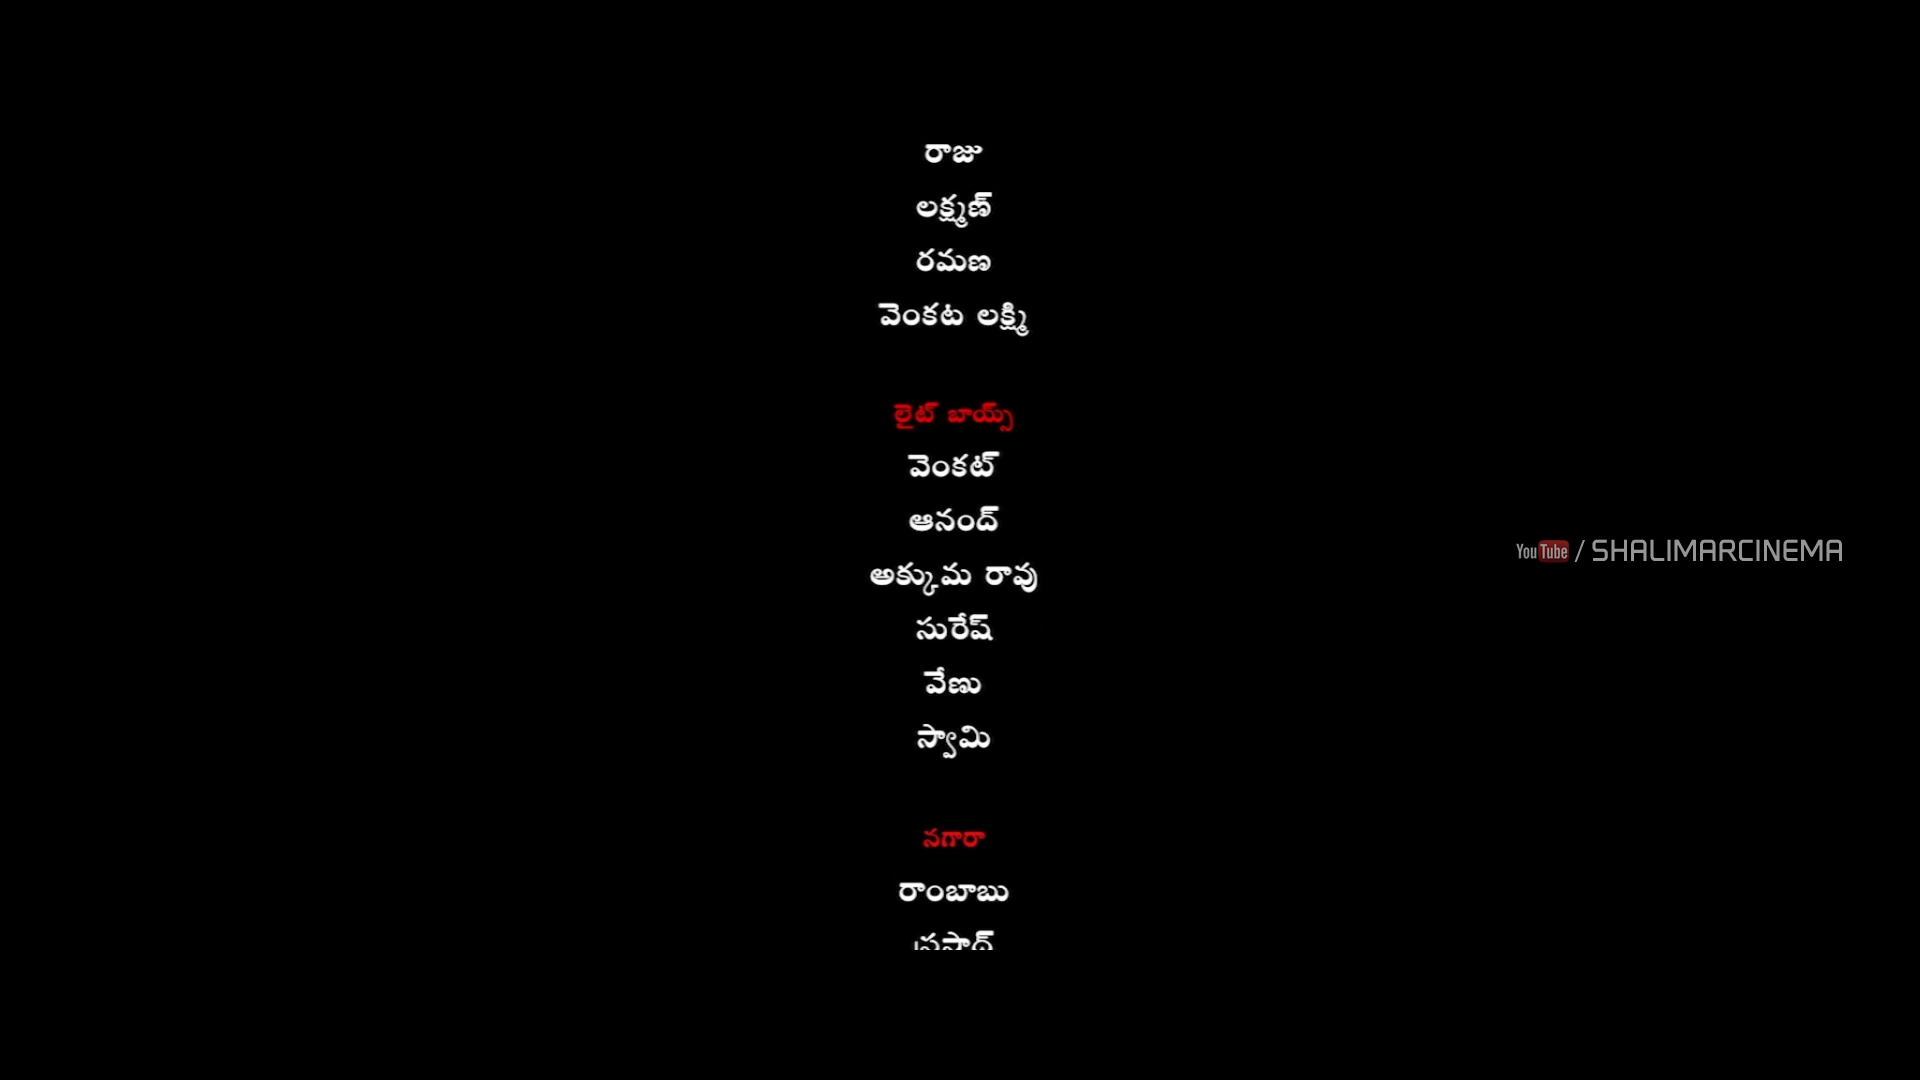 రాజు
లక్ష్మణ్
రమణ
వెంకట లక్ష్మి
లైట్ బాయ్స్
వెంకట్
ఆనంద్
అక్కుమ రావు
సురేష్
వేణు
స్వామి
YouTube / SHALIMARCINEMA
నగారా
రాంబాబు